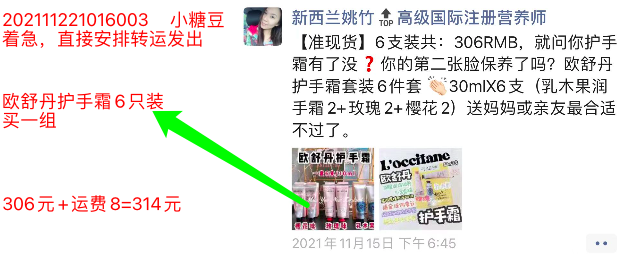 202111221016003 小糖豆
着急，直接安排转运发出
欧舒丹护手霜6只装
买一组
306元+运费8=314元
新西兰姚竹🔝高级国际注册营养师
【准现货】6支装共：306RMB，就问你护手
霜有了没❓你的第二张脸保养了吗？欧舒丹
护手霜套装6件套 👏🏻30mlX6支（乳木果润
手霜2+玫瑰2+樱花2）送妈妈或亲友最合适
不过了。
欧舒丹护手霜
樱花味
玫瑰味
L'occitane
欧舒丹
护手霜
2021年11月15日 下午6:45